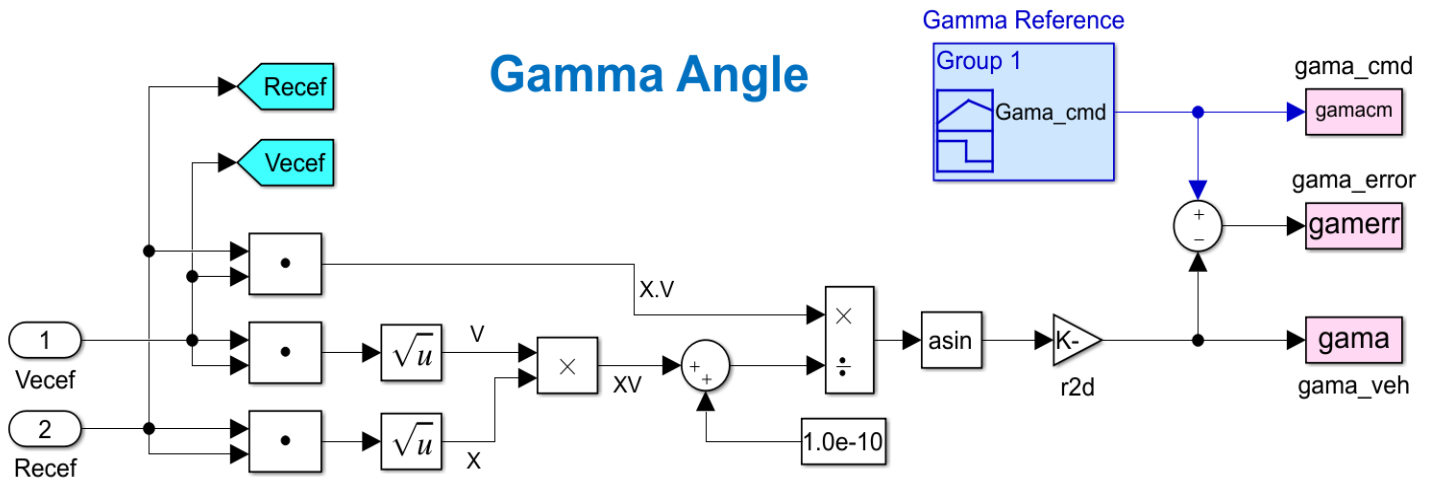 Gamma Reference
Gamma Angle
Group 1
Gama_cmd
gama_cmd
gamacm
Recef
Vecef
gama_error
+
−
gamerr
•
X.V
1
Vecef
•
√u
V
×
XV
+
+
×
÷
asin
K-
r2d
gama
gama_veh
2
Recef
•
√u
X
1.0e-10